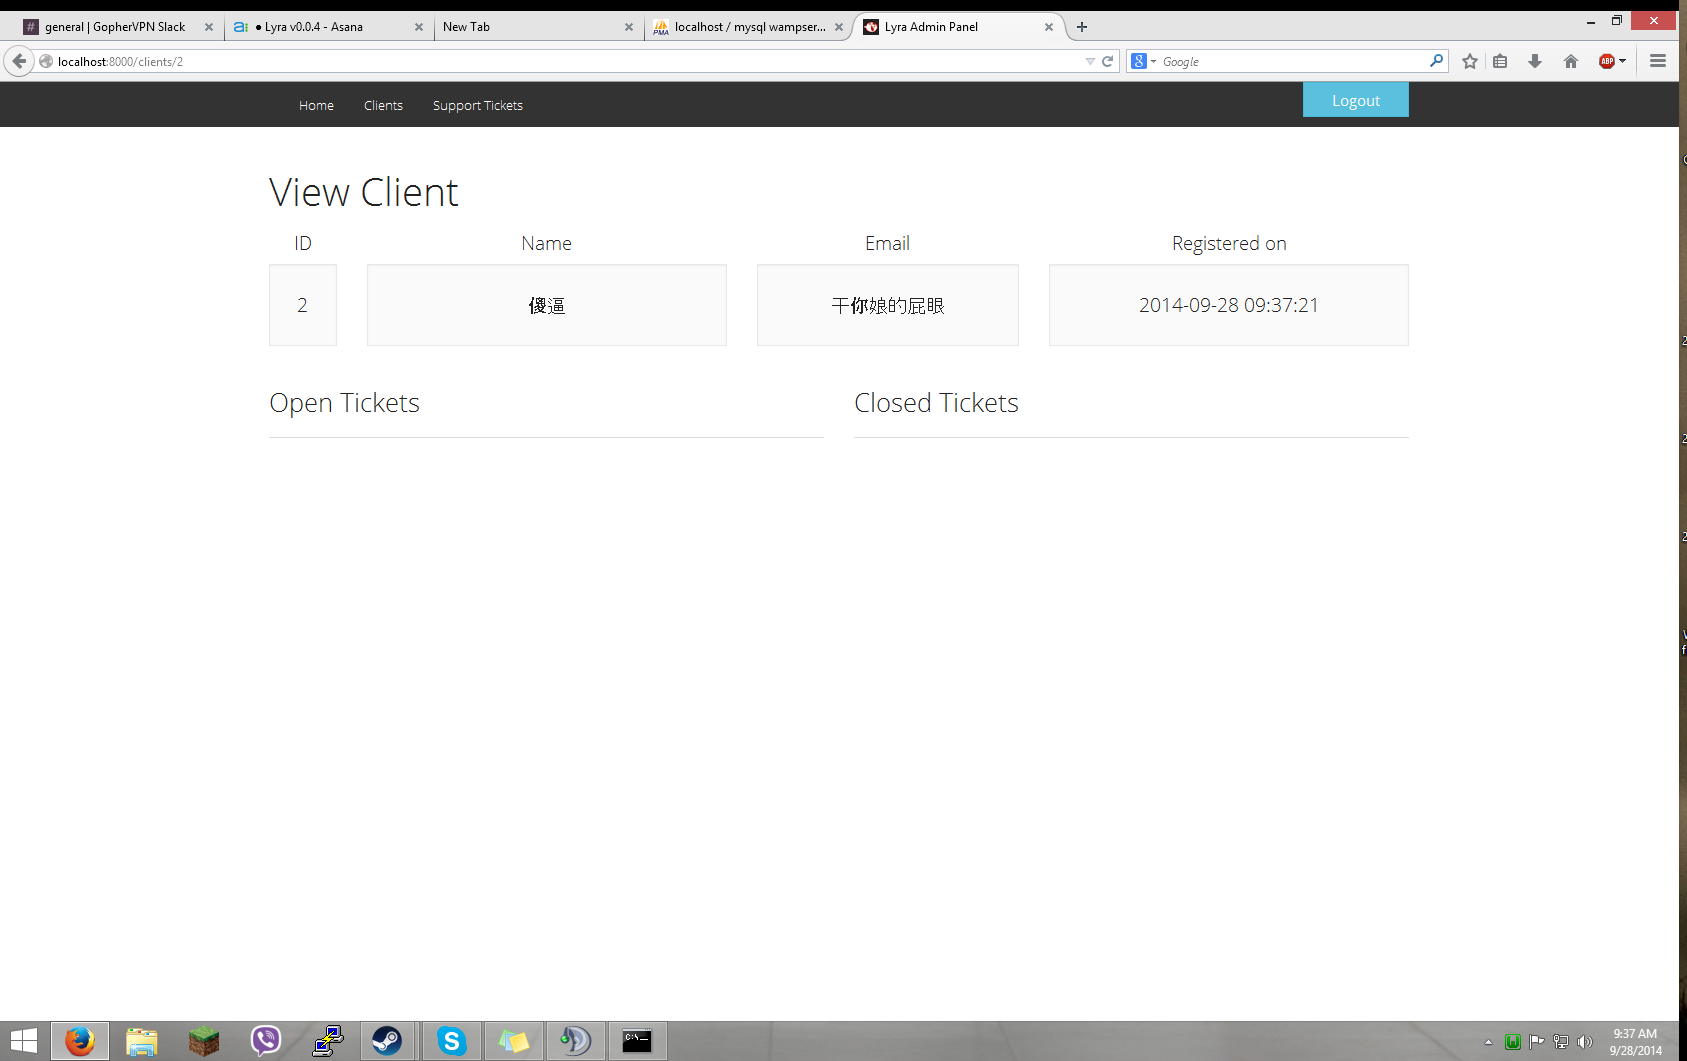 general | GopherVPN Slack
● Lyra v0.0.4 - Asana
New Tab
localhost / mysql wampser...
Lyra Admin Panel
localhost:8000/clients/2
Google
ABP
Home
Clients
Support Tickets
Logout
View Client
ID
Name
Email
Registered on
2
傻逼
干你娘的屁眼
2014-09-28 09:37:21
Open Tickets
Closed Tickets
9:37 AM
9/28/2014